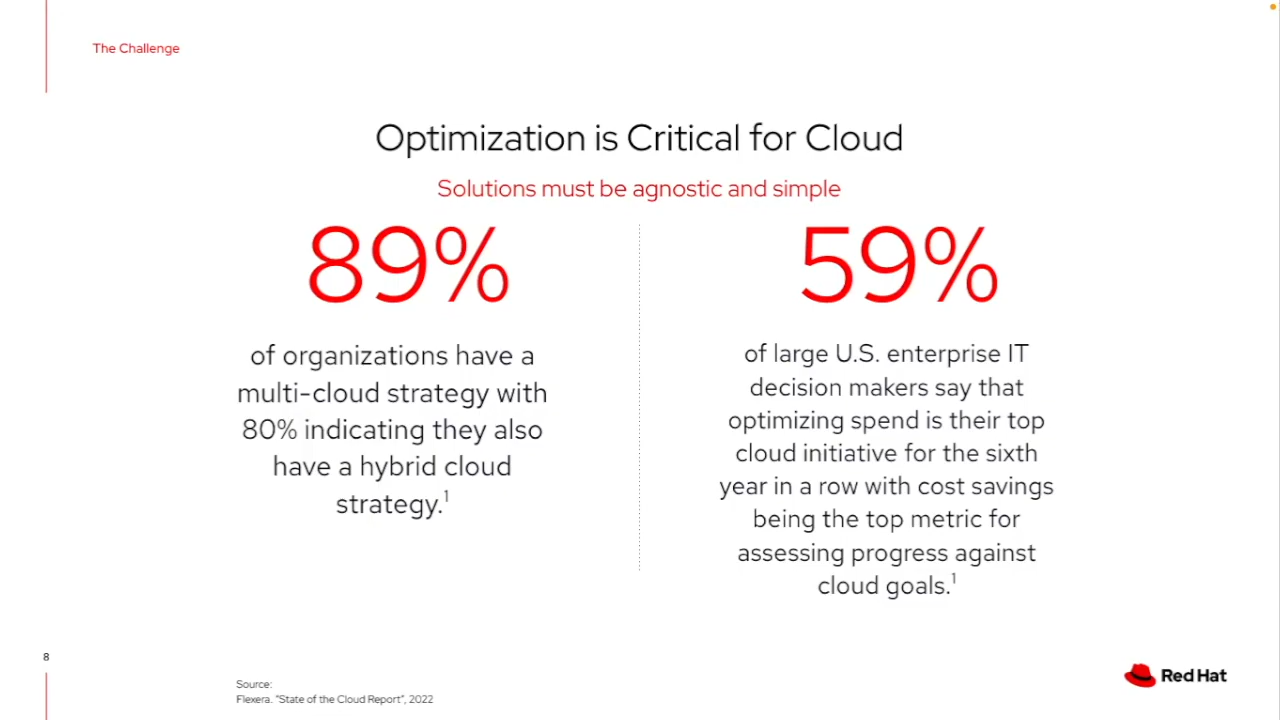 The Challenge
Optimization is Critical for Cloud
Solutions must be agnostic and simple
89%
of organizations have a
multi-cloud strategy with
80% indicating they also
have a hybrid cloud
strategy.¹
59%
of large U.S. enterprise IT
decision makers say that
optimizing spend is their top
cloud initiative for the sixth
year in a row with cost savings
being the top metric for
assessing progress against
cloud goals.¹
8
Source:
Flexera. "State of the Cloud Report", 2022
Red Hat